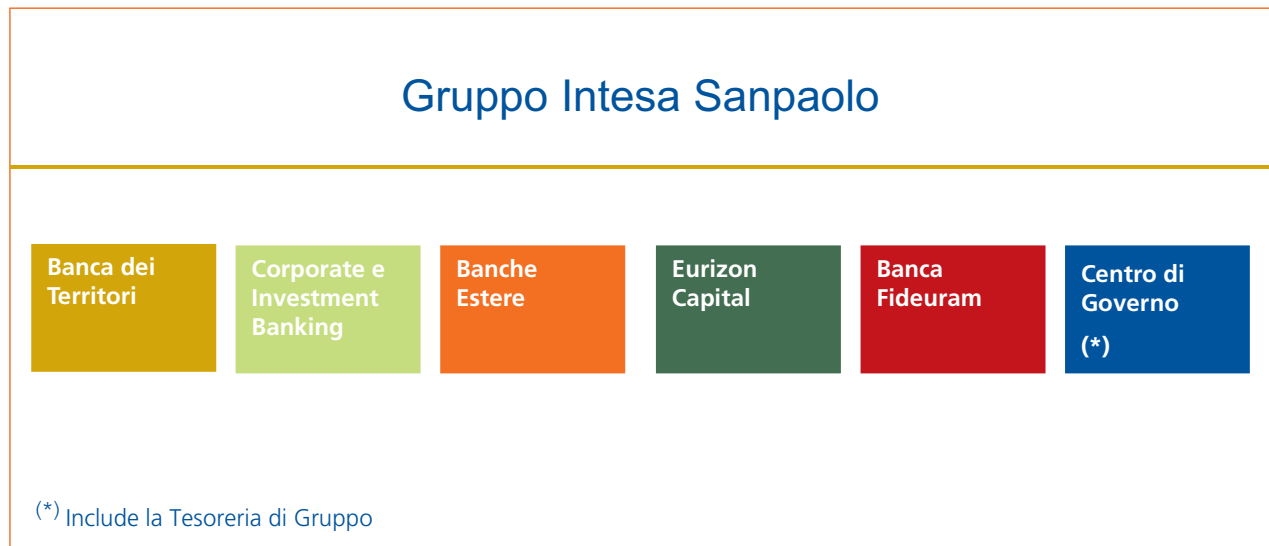 Gruppo Intesa Sanpaolo
Banca dei
Territori
Corporate e
Investment
Banking
Banche
Estere
Eurizon
Capital
Banca
Fideuram
Centro di
Governo
(*)
(*) Include la Tesoreria di Gruppo